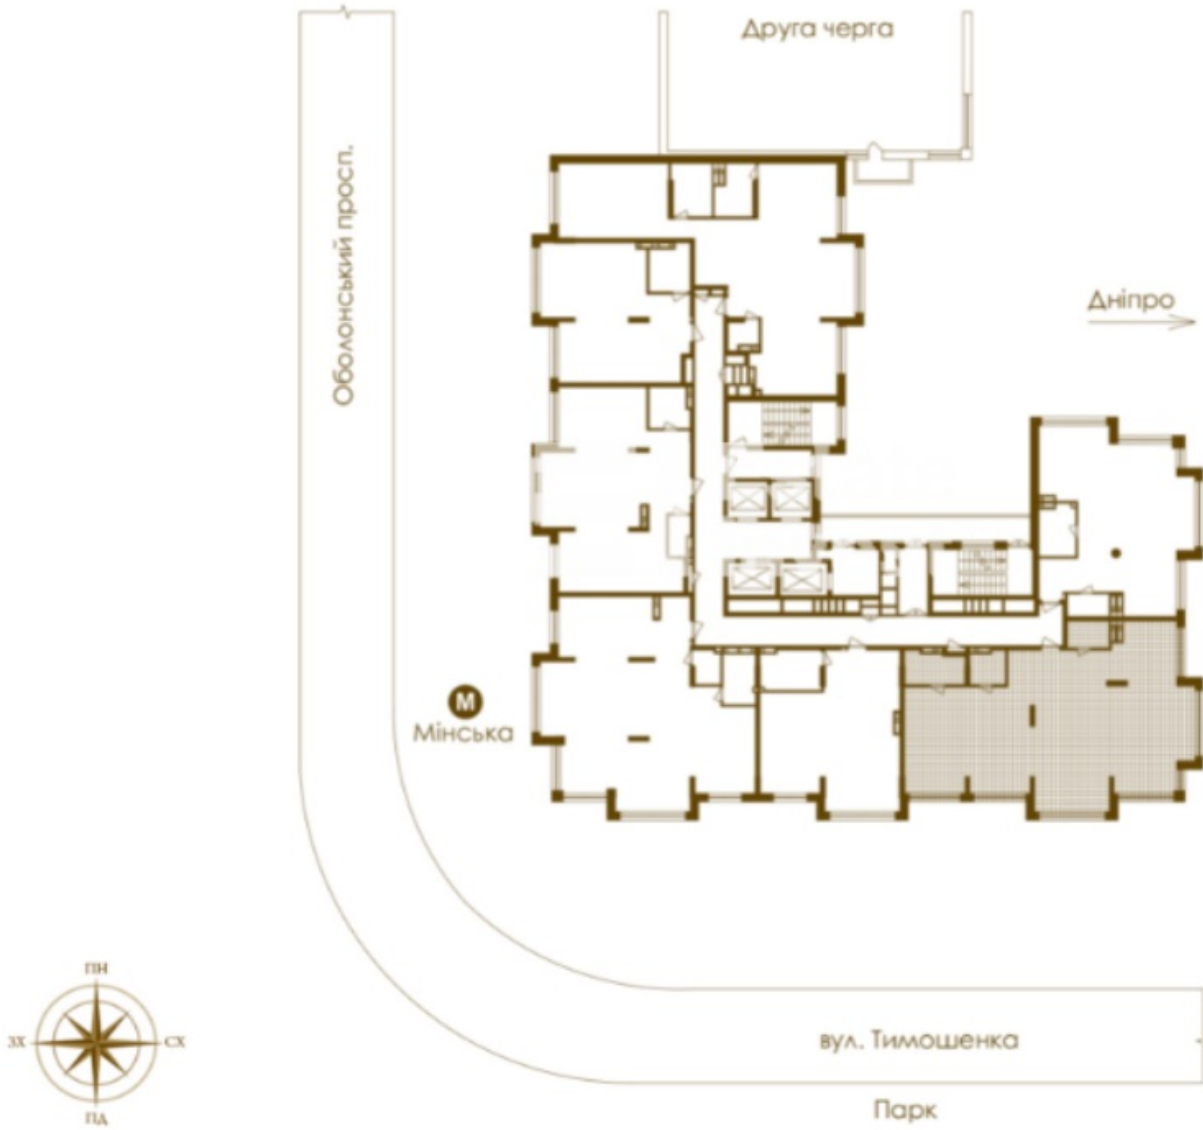 Друга черга
Оболонський просп.
Дніпро
М
Мінська
ПН
ЗХ
СХ
ПД
вул. Тимошенка
Парк